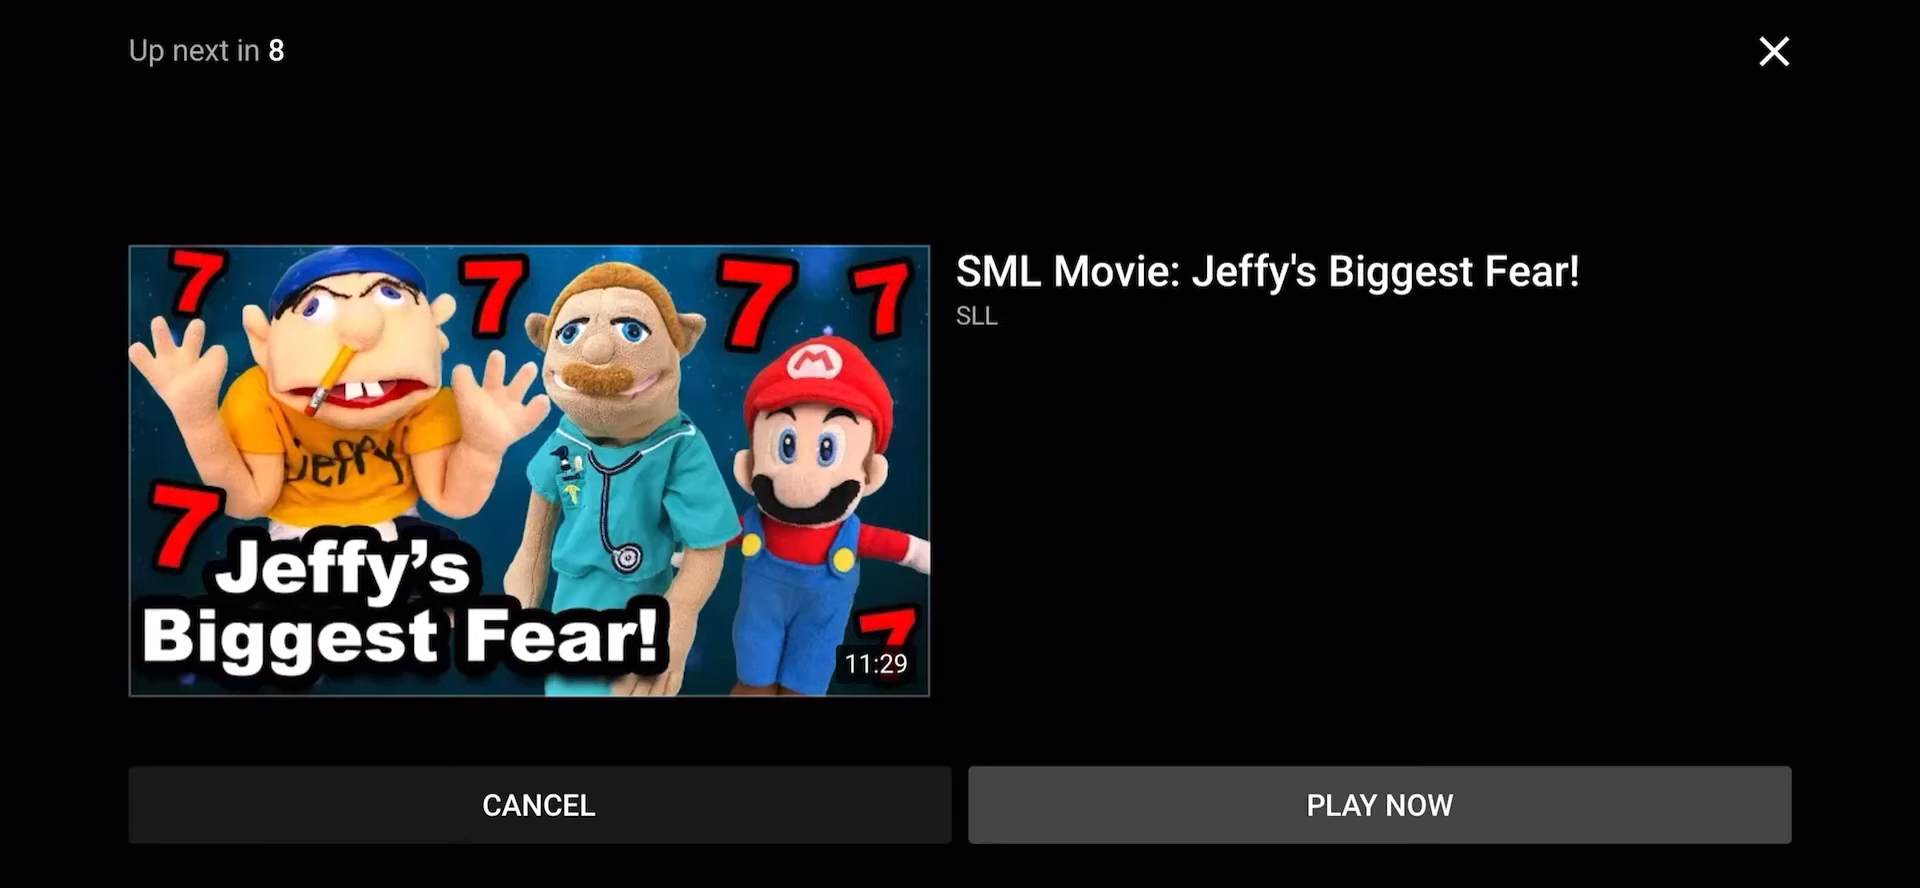 Up next in 8
7
7
7
7
SML Movie: Jeffy's Biggest Fear!
SLL
M
Jeffy
7
Jeffy's
Biggest Fear!
7
11:29
CANCEL
PLAY NOW